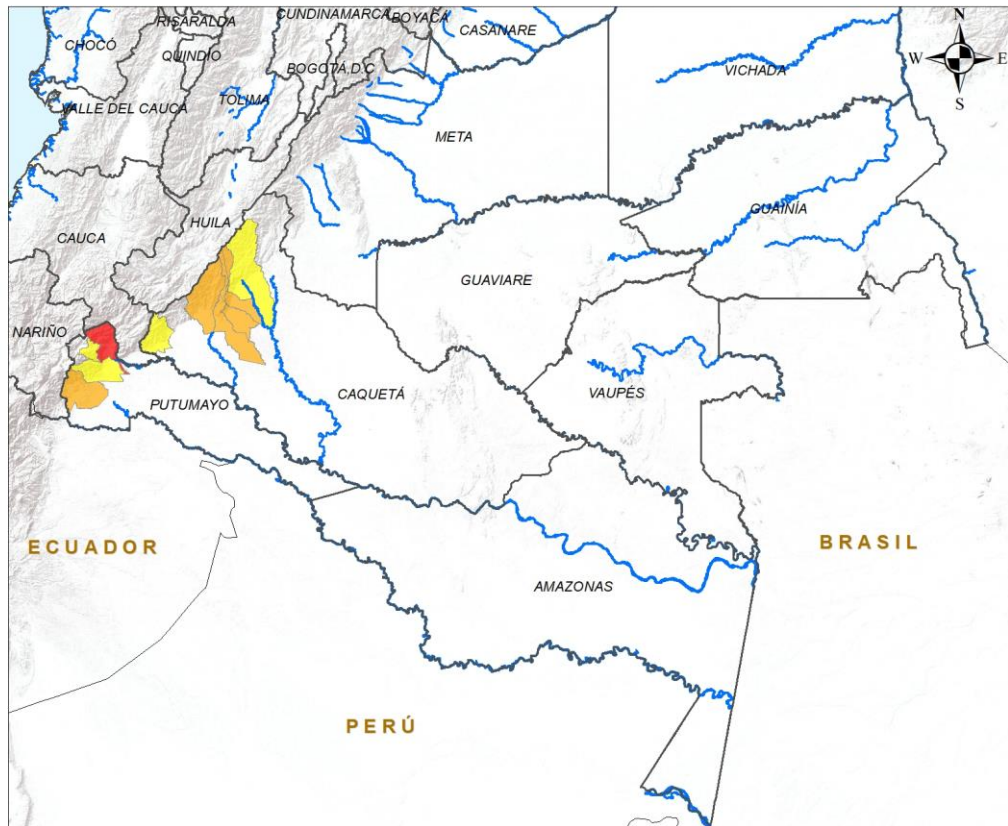 CUNDINAMARCA
BOYACÁ
RISARALDA
CASANARE
N
CHOCÓ
QUINDIO
BOGOTÁ D.C
W
E
VICHADA
TOLIMA
VALLE DEL CAUCA
S
META
GUAINÍA
HUILA
CAUCA
GUAVIARE
NARIÑO
CAQUETÁ
VAUPÉS
PUTUMAYO
ECUADOR
BRASIL
AMAZONAS
PERÚ